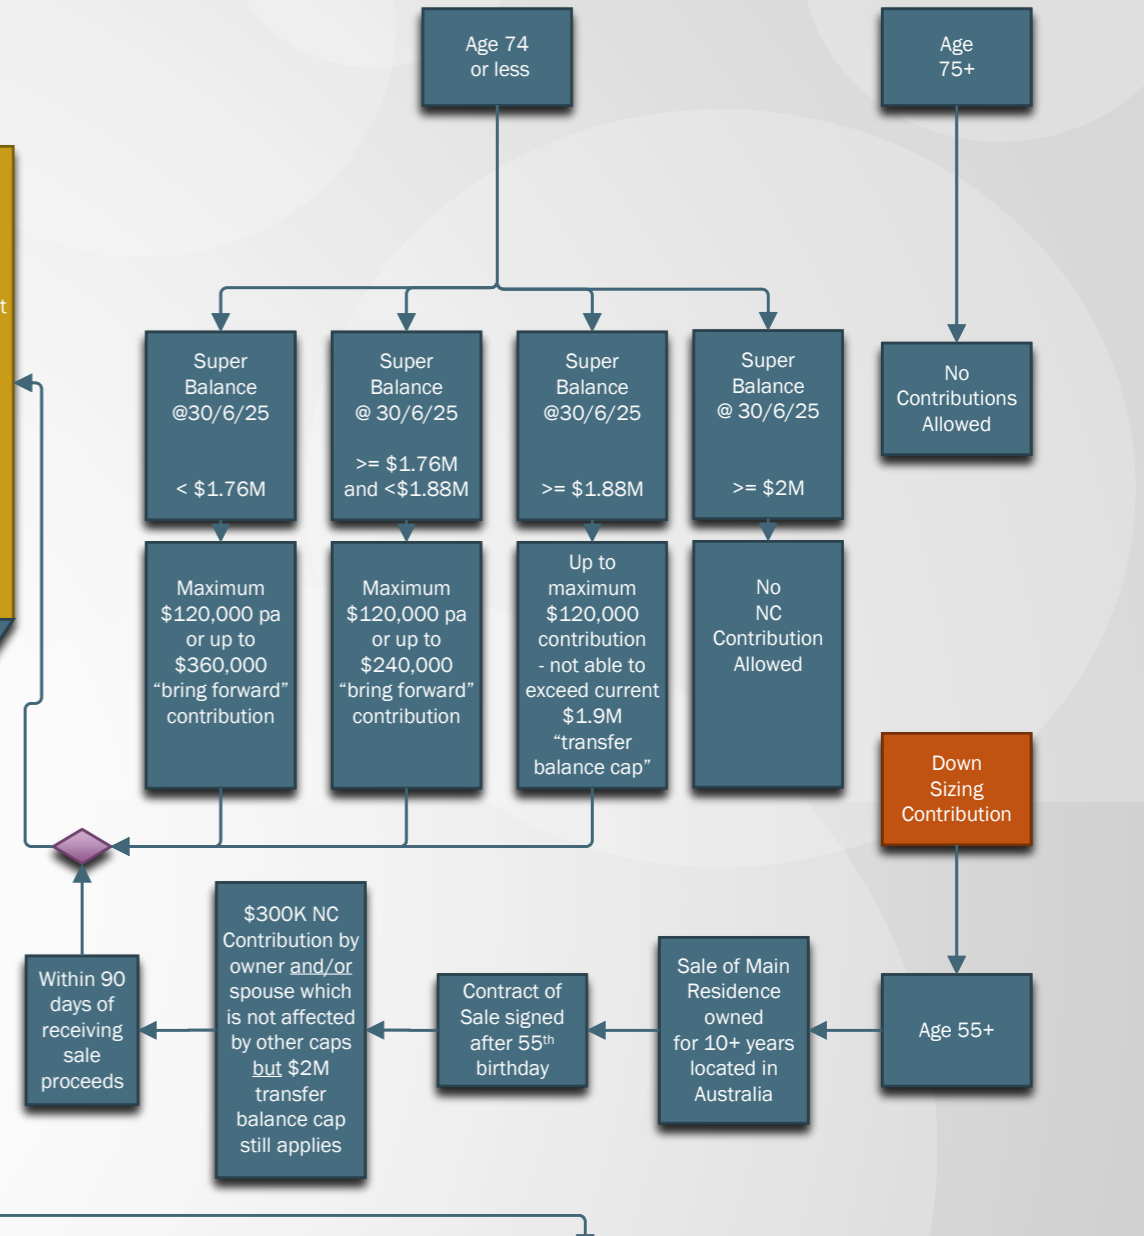 Age 74
or less
Age
75+
t
Super
Balance
@30/6/25
< $1.76M
Super
Balance
@ 30/6/25
>= $1.76M
and <$1.88M
Super
Balance
@30/6/25
>= $1.88M
Super
Balance
@ 30/6/25
>= $2M
No
Contributions
Allowed
Maximum
$120,000 pa
or up to
$360,000
“bring forward”
contribution
Maximum
$120,000 pa
or up to
$240,000
“bring forward”
contribution
Up to
maximum
$120,000
contribution
- not able to
exceed current
$1.9M
“transfer
balance cap”
No
NC
Contribution
Allowed
Down
Sizing
Contribution
Within 90
days of
receiving
sale
proceeds
$300K NC
Contribution by
owner and/or
spouse which
is not affected
by other caps
but $2M
transfer
balance cap
still applies
Contract of
Sale signed
after 55th
birthday
Sale of Main
Residence
owned
for 10+ years
located in
Australia
Age 55+